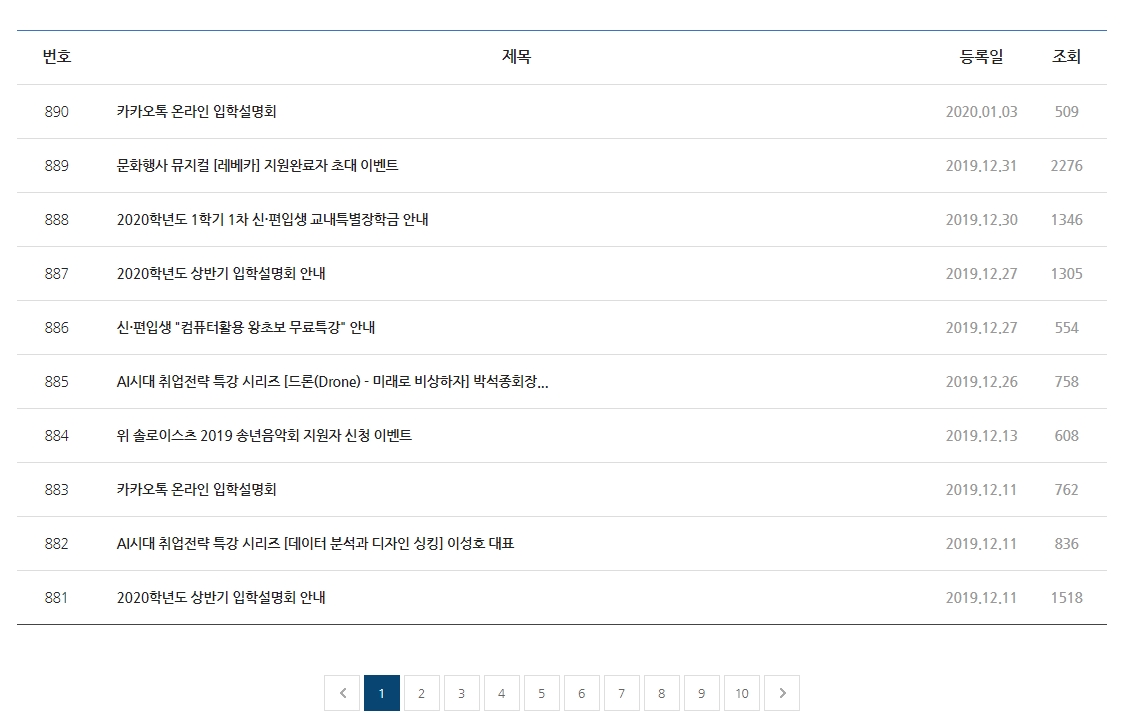 번호 제목 등록일 조회
890 카카오톡 온라인 입학설명회 2020.01.03 509
889 문화행사 뮤지컬 [레베카] 지원완료자 초대 이벤트 2019.12.31 2276
888 2020학년도 1학기 1차 신·편입생 교내특별장학금 안내 2019.12.30 1346
887 2020학년도 상반기 입학설명회 안내 2019.12.27 1305
886 신·편입생 "컴퓨터활용 왕초보 무료특강" 안내 2019.12.27 554
885 AI시대 취업전략 특강 시리즈 [드론(Drone) - 미래로 비상하자] 박석종회장... 2019.12.26 758
884 위 솔로이스츠 2019 송년음악회 지원자 신청 이벤트 2019.12.13 608
883 카카오톡 온라인 입학설명회 2019.12.11 762
882 AI시대 취업전략 특강 시리즈 [데이터 분석과 디자인 싱킹] 이성호 대표 2019.12.11 836
881 2020학년도 상반기 입학설명회 안내 2019.12.11 1518
< 1 2 3 4 5 6 7 8 9 10 >